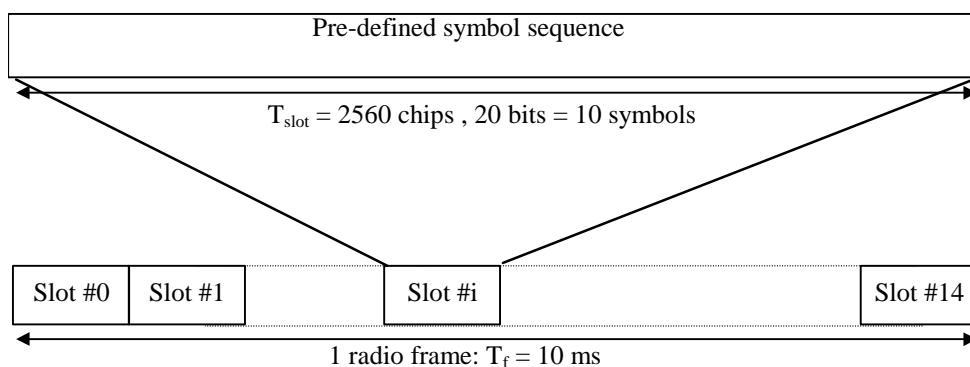 Pre-defined symbol sequence
T_slot = 2560 chips , 20 bits = 10 symbols
Slot #0 Slot #1 Slot #i Slot #14
1 radio frame: T_f = 10 ms